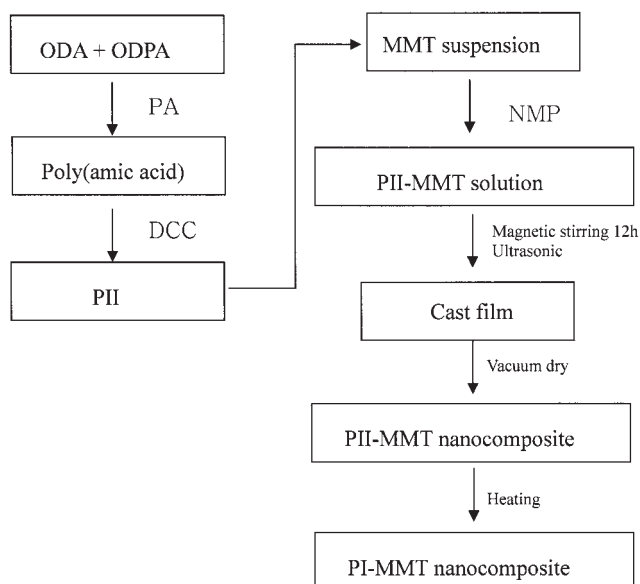 ODA + ODPA
PA
Poly(amic acid)
DCC
PII
MMT suspension
NMP
PII-MMT solution
Magnetic stirring 12h
Ultrasonic
Cast film
Vacuum dry
PII-MMT nanocomposite
Heating
PI-MMT nanocomposite